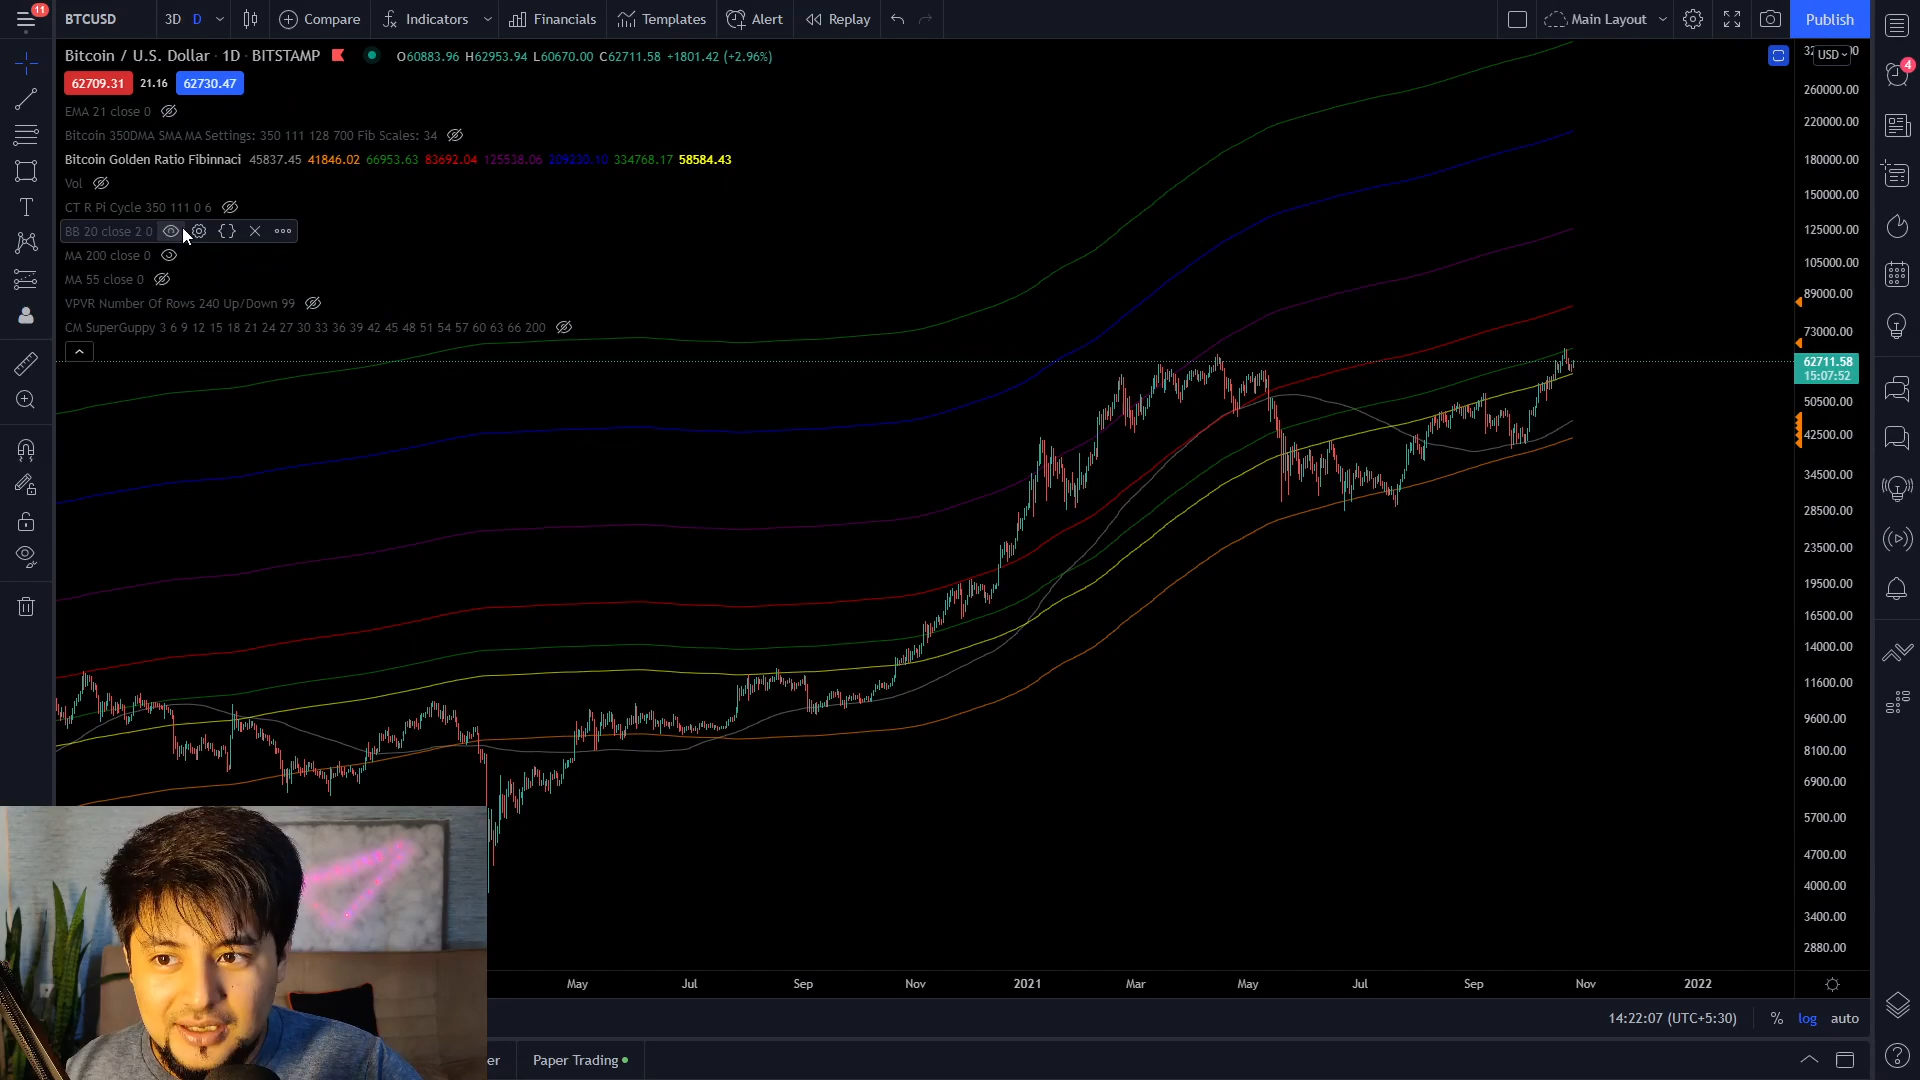 11
BTCUSD
3D D
Compare
Indicators
Financials
Templates
Alert
Replay
Main Layout
Publish
Bitcoin / U.S. Dollar · 1D · BITSTAMP
O60883.96 H62953.94 L60670.00 C62711.58 +1801.42 (+2.96%)
62709.31 21.16 62730.47
EMA 21 close 0
Bitcoin 350DMA SMA MA Settings: 350 111 128 700 Fib Scales: 34
Bitcoin Golden Ratio Fibinnaci 45837.45 41846.02 66953.63 83692.04 125538.06 209230.10 334768.17 58584.43
Vol
CT R Pi Cycle 350 111 0 6
BB 20 close 2 0
MA 200 close 0
MA 55 close 0
VPVR Number Of Rows 240 Up/Down 99
CM SuperGuppy 3 6 9 12 15 18 21 24 27 30 33 36 39 42 45 48 51 54 57 60 63 66 200
USD
260000.00
220000.00
180000.00
150000.00
125000.00
105000.00
89000.00
73000.00
62711.58
15:07:52
50500.00
42500.00
34500.00
28500.00
23500.00
19500.00
16500.00
14000.00
11600.00
9600.00
8100.00
6900.00
5700.00
4700.00
4000.00
3400.00
2880.00
4
May Jul Sep Nov 2021 Mar May Jul Sep Nov 2022
14:22:07 (UTC+5:30) % log auto
er Paper Trading